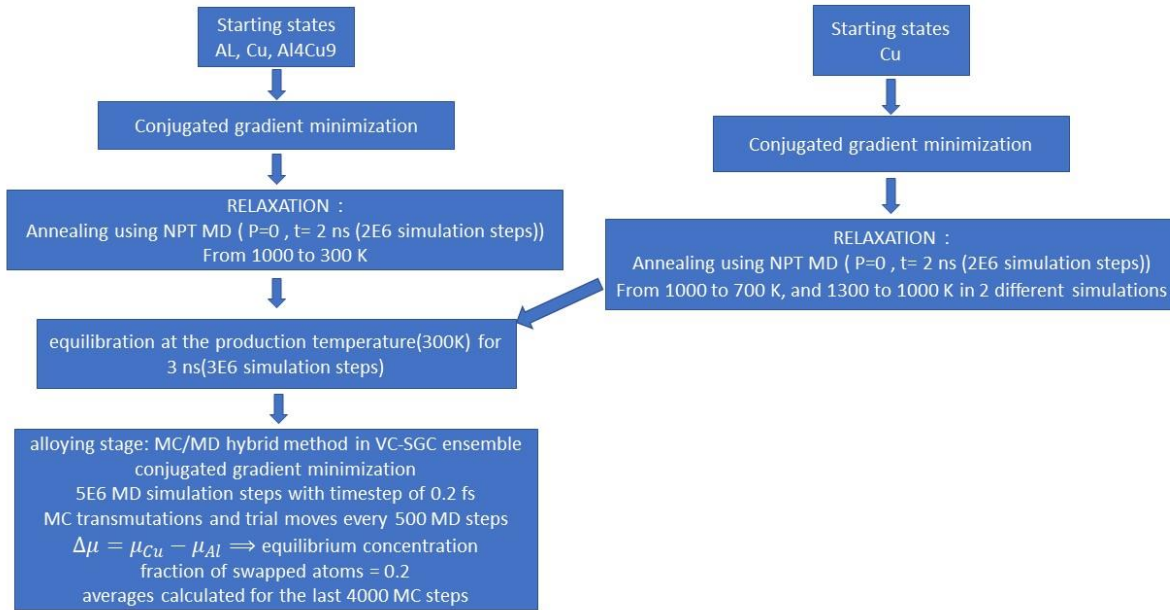 Starting states
AL, Cu, Al4Cu9
Conjugated gradient minimization
RELAXATION :
Annealing using NPT MD ( P=0 , t= 2 ns (2E6 simulation steps))
From 1000 to 300 K
equilibration at the production temperature(300K) for
3 ns(3E6 simulation steps)
alloying stage: MC/MD hybrid method in VC-SGC ensemble
conjugated gradient minimization
5E6 MD simulation steps with timestep of 0.2 fs
MC transmutations and trial moves every 500 MD steps
Δμ = μ_Cu − μ_Al ⟹ equilibrium concentration
fraction of swapped atoms = 0.2
averages calculated for the last 4000 MC steps
Starting states
Cu
Conjugated gradient minimization
RELAXATION :
Annealing using NPT MD ( P=0 , t= 2 ns (2E6 simulation steps))
From 1000 to 700 K, and 1300 to 1000 K in 2 different simulations